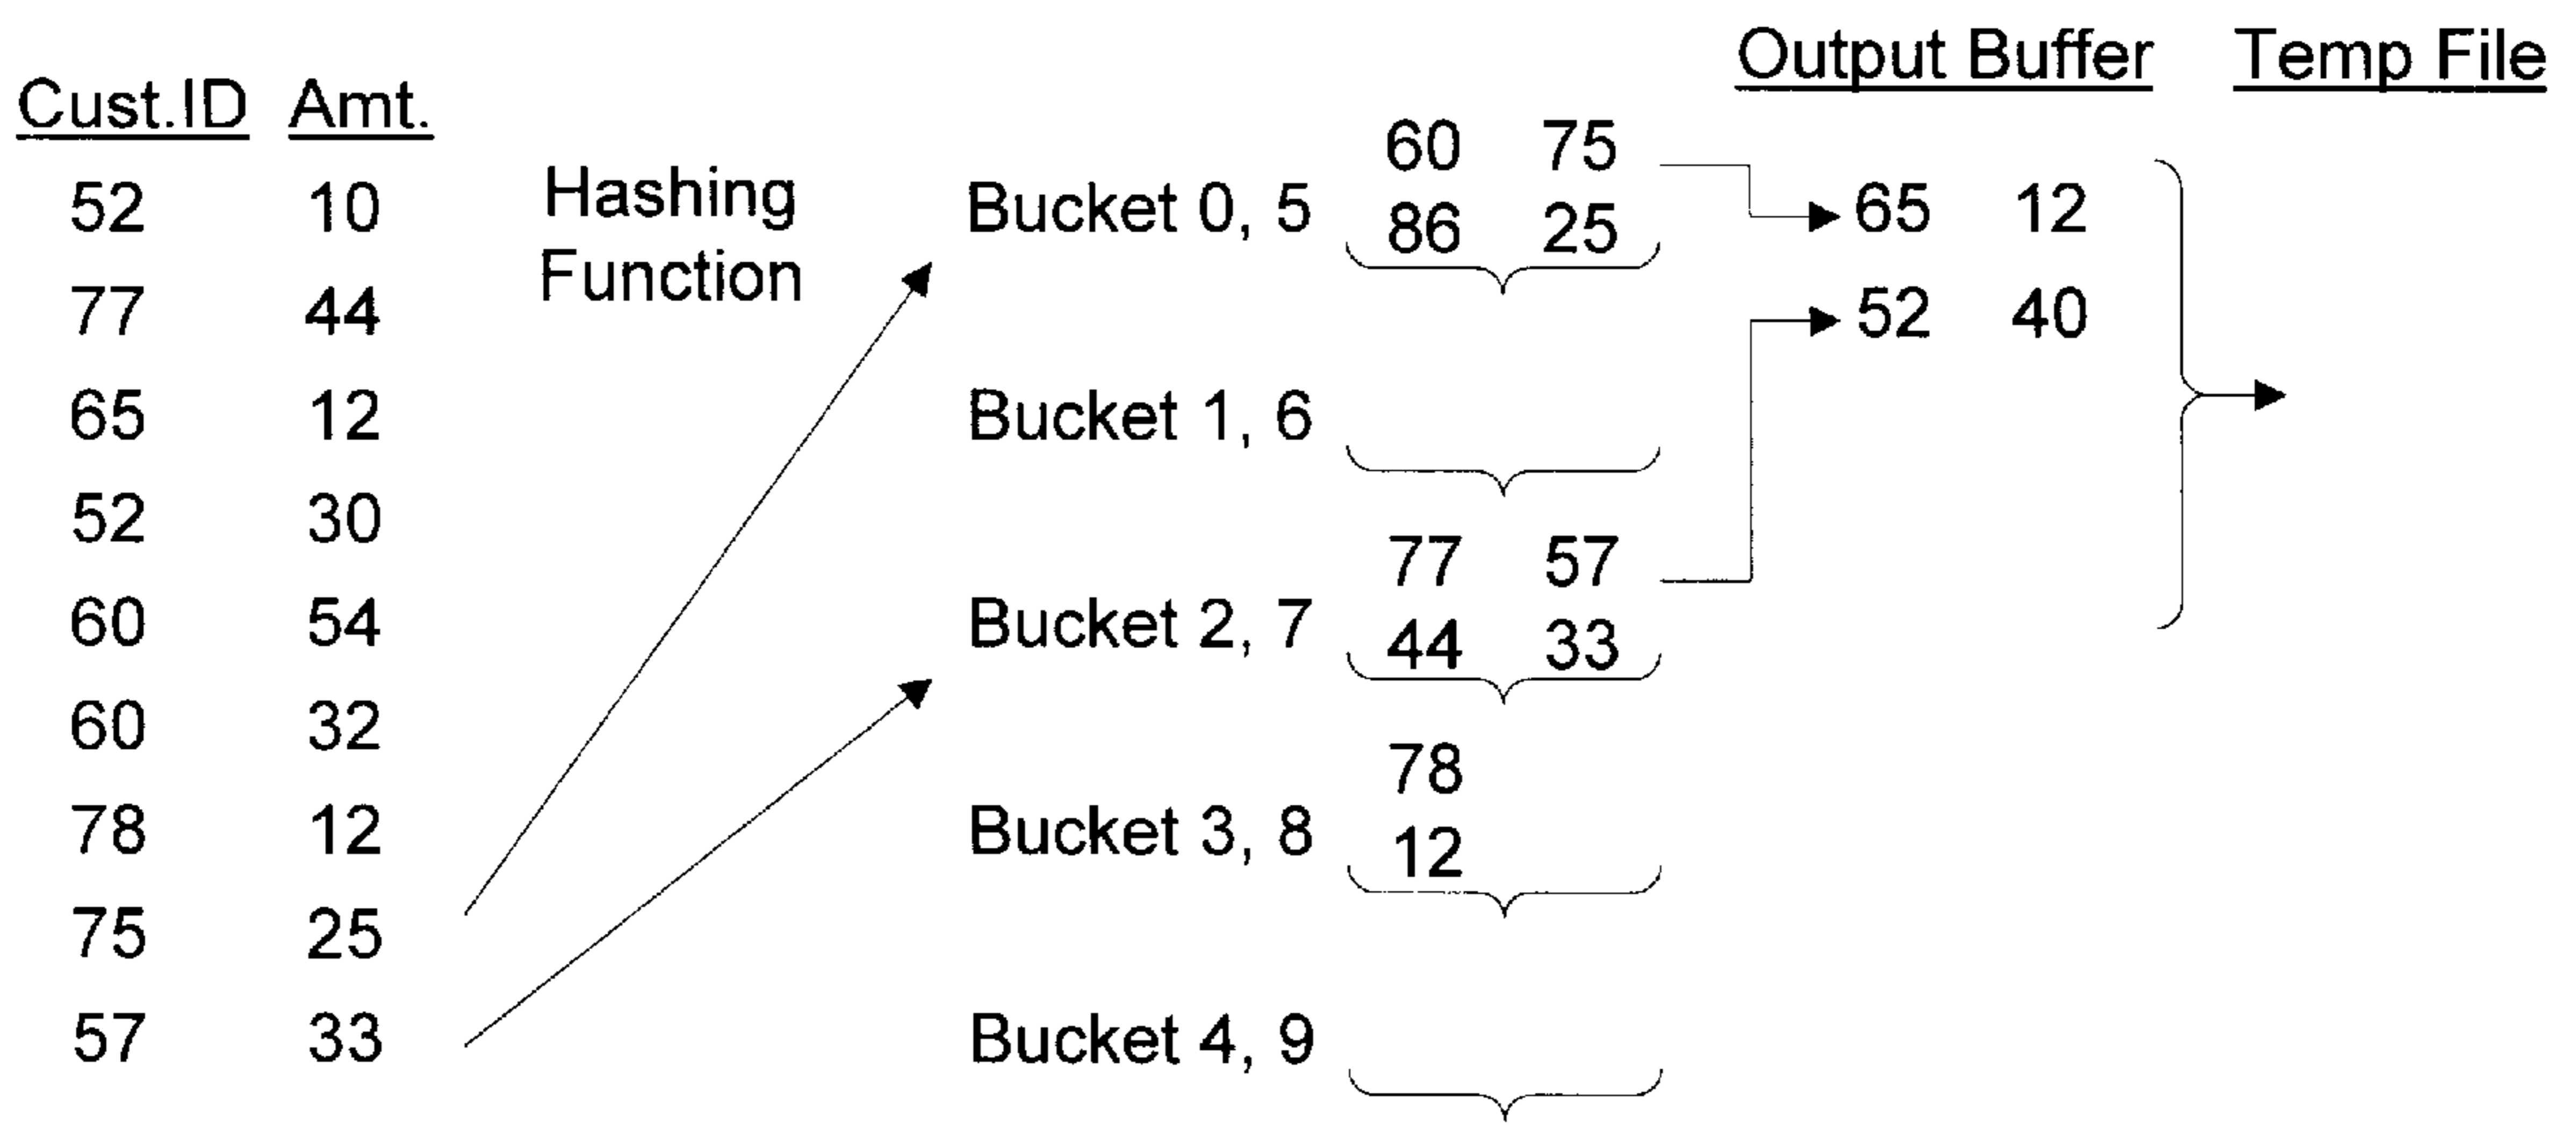 Cust.ID Amt.
52 10
77 44
65 12
52 30
60 54
60 32
78 12
75 25
57 33
Hashing
Function
Bucket 0, 5
60 75
86 25
Bucket 1, 6
Bucket 2, 7
77 57
44 33
Bucket 3, 8
78
12
Bucket 4, 9
Output Buffer
65 12
52 40
Temp File